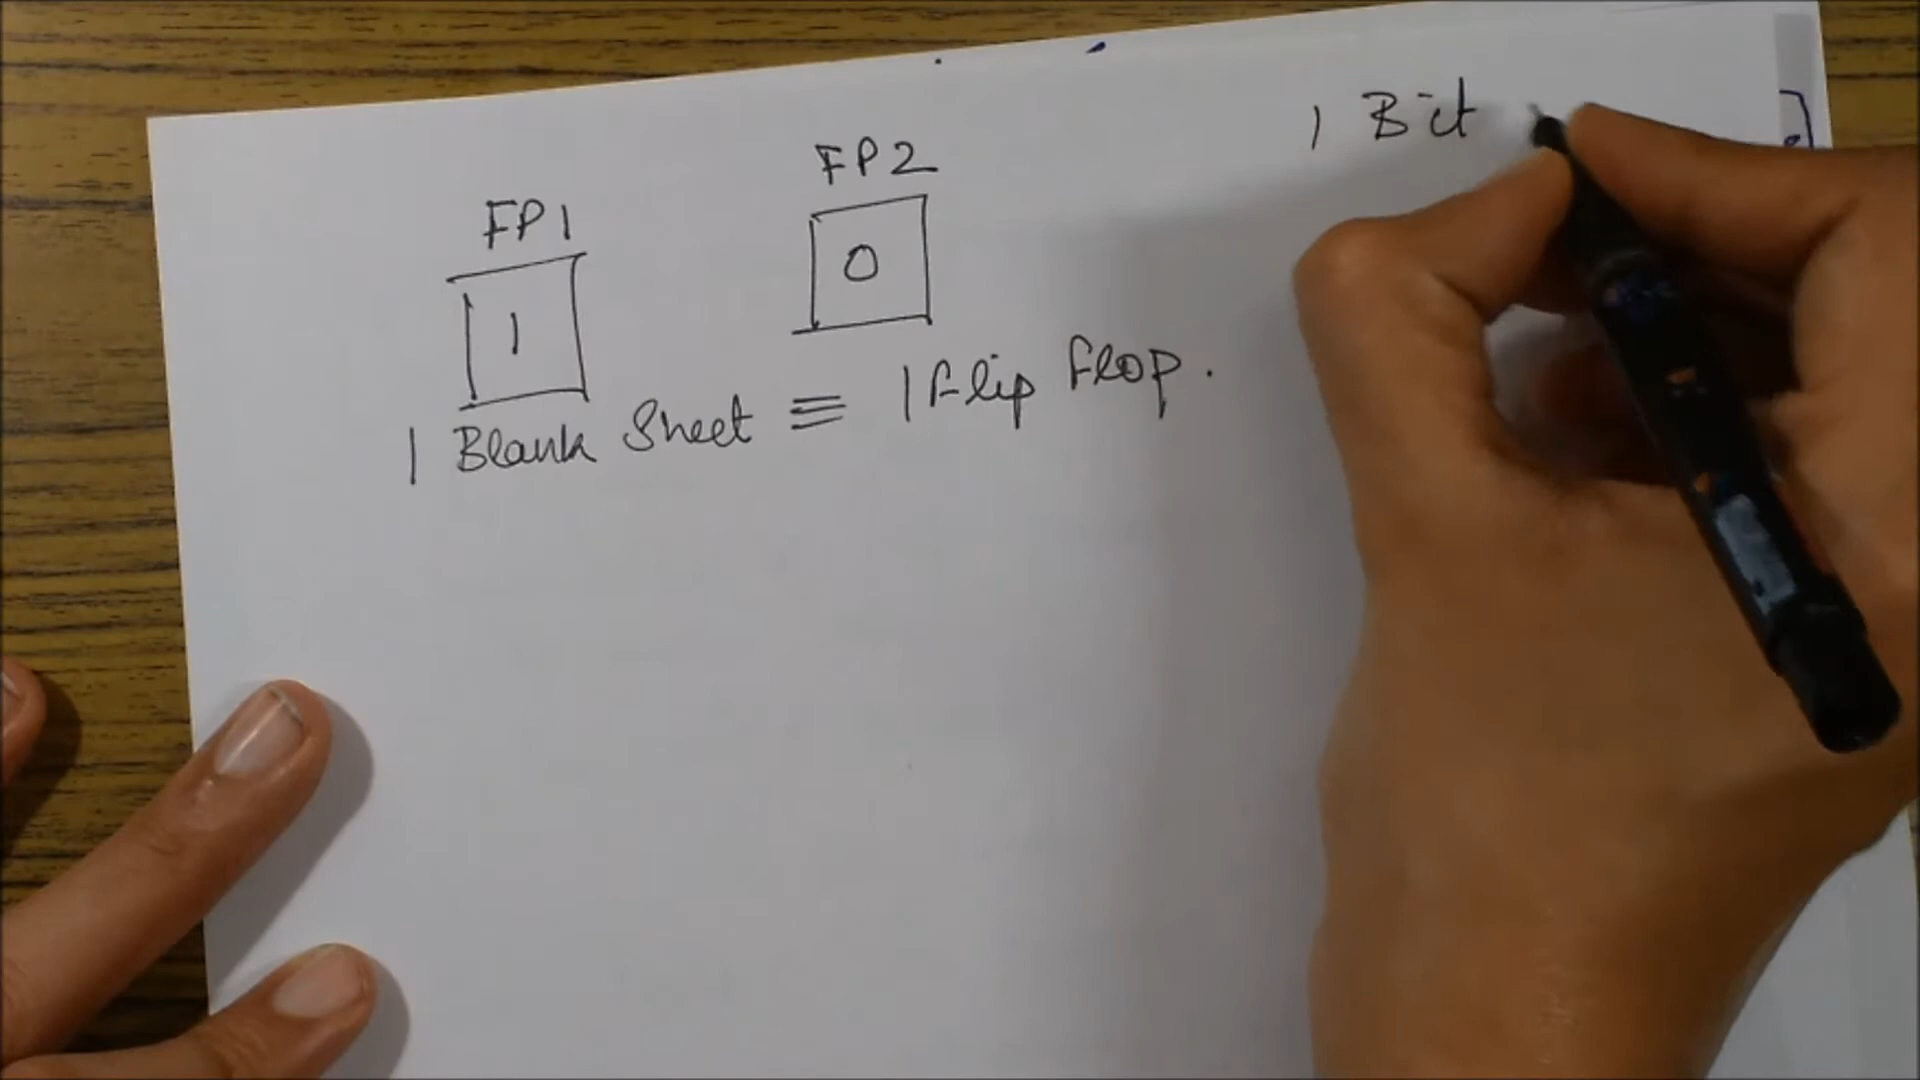 1 Bit
FP2
FP1
0
1
1 Blank Sheet ≡ 1 flip flop.